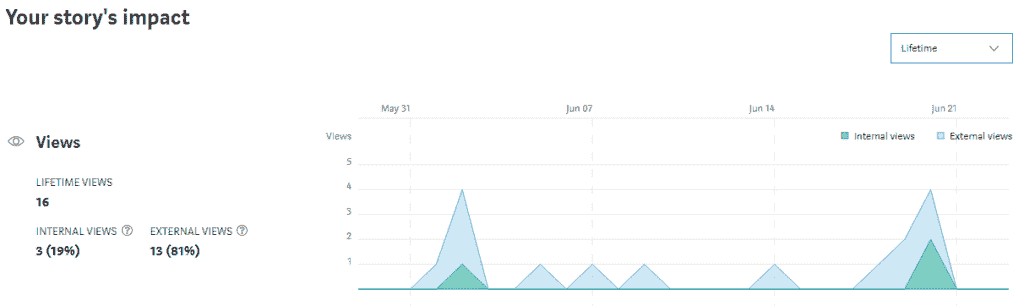 Your story's impact
Lifetime
May 31 Jun 07 Jun 14 Jun 21
Views
Views
Internal views External views
5
4
3
2
1
LIFETIME VIEWS
16
INTERNAL VIEWS ? EXTERNAL VIEWS ?
3 (19%) 13 (81%)